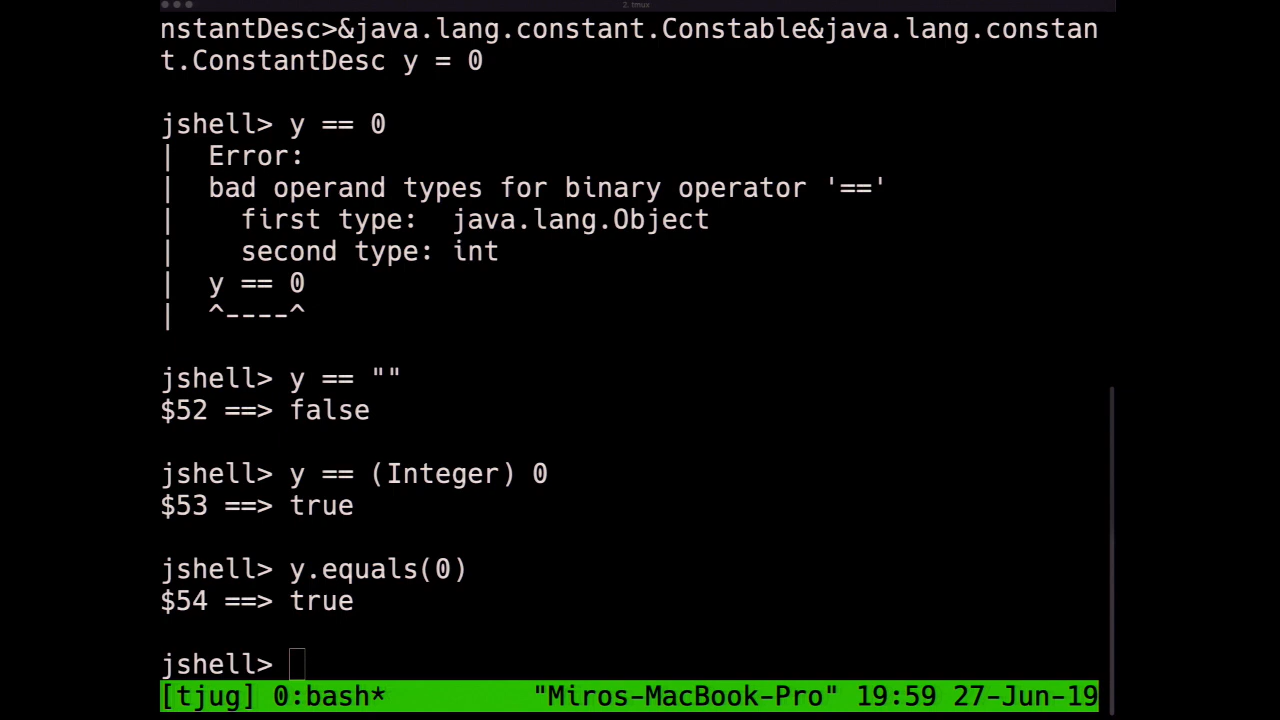 2. tmux
nstantDesc>&java.lang.constant.Constable&java.lang.constan
t.ConstantDesc y = 0
jshell> y == 0
|  Error:
|  bad operand types for binary operator '=='
|    first type:  java.lang.Object
|    second type: int
|  y == 0
|  ^----^
jshell> y == ""
$52 ==> false
jshell> y == (Integer) 0
$53 ==> true
jshell> y.equals(0)
$54 ==> true
jshell>
[tjug] 0:bash*         "Miros-MacBook-Pro" 19:59 27-Jun-19